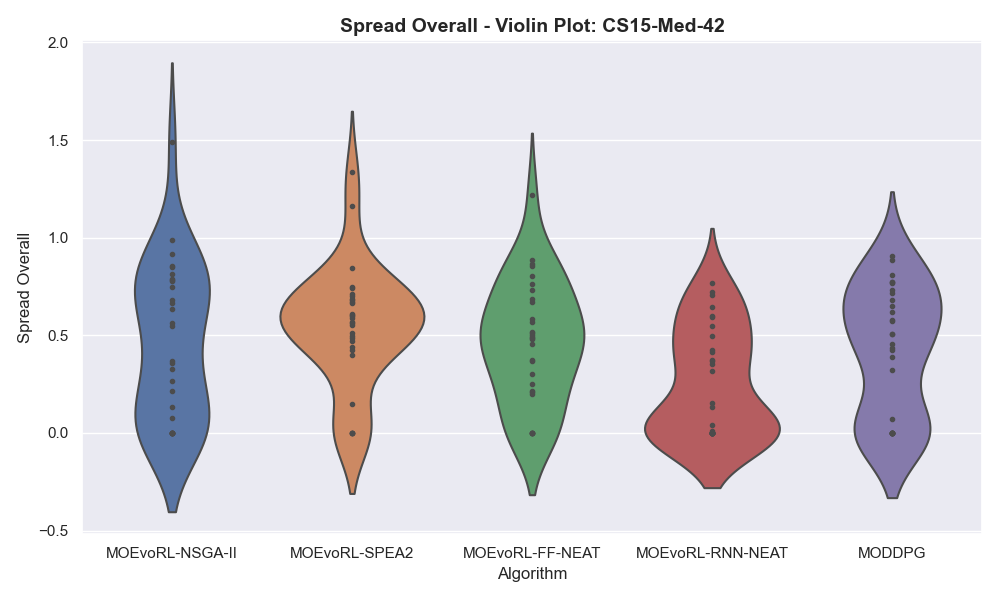 Spread Overall - Violin Plot: CS15-Med-42
Spread Overall
2.0
1.5
1.0
0.5
0.0
−0.5
MOEvoRL-NSGA-II
MOEvoRL-SPEA2
MOEvoRL-FF-NEAT
MOEvoRL-RNN-NEAT
MODDPG
Algorithm